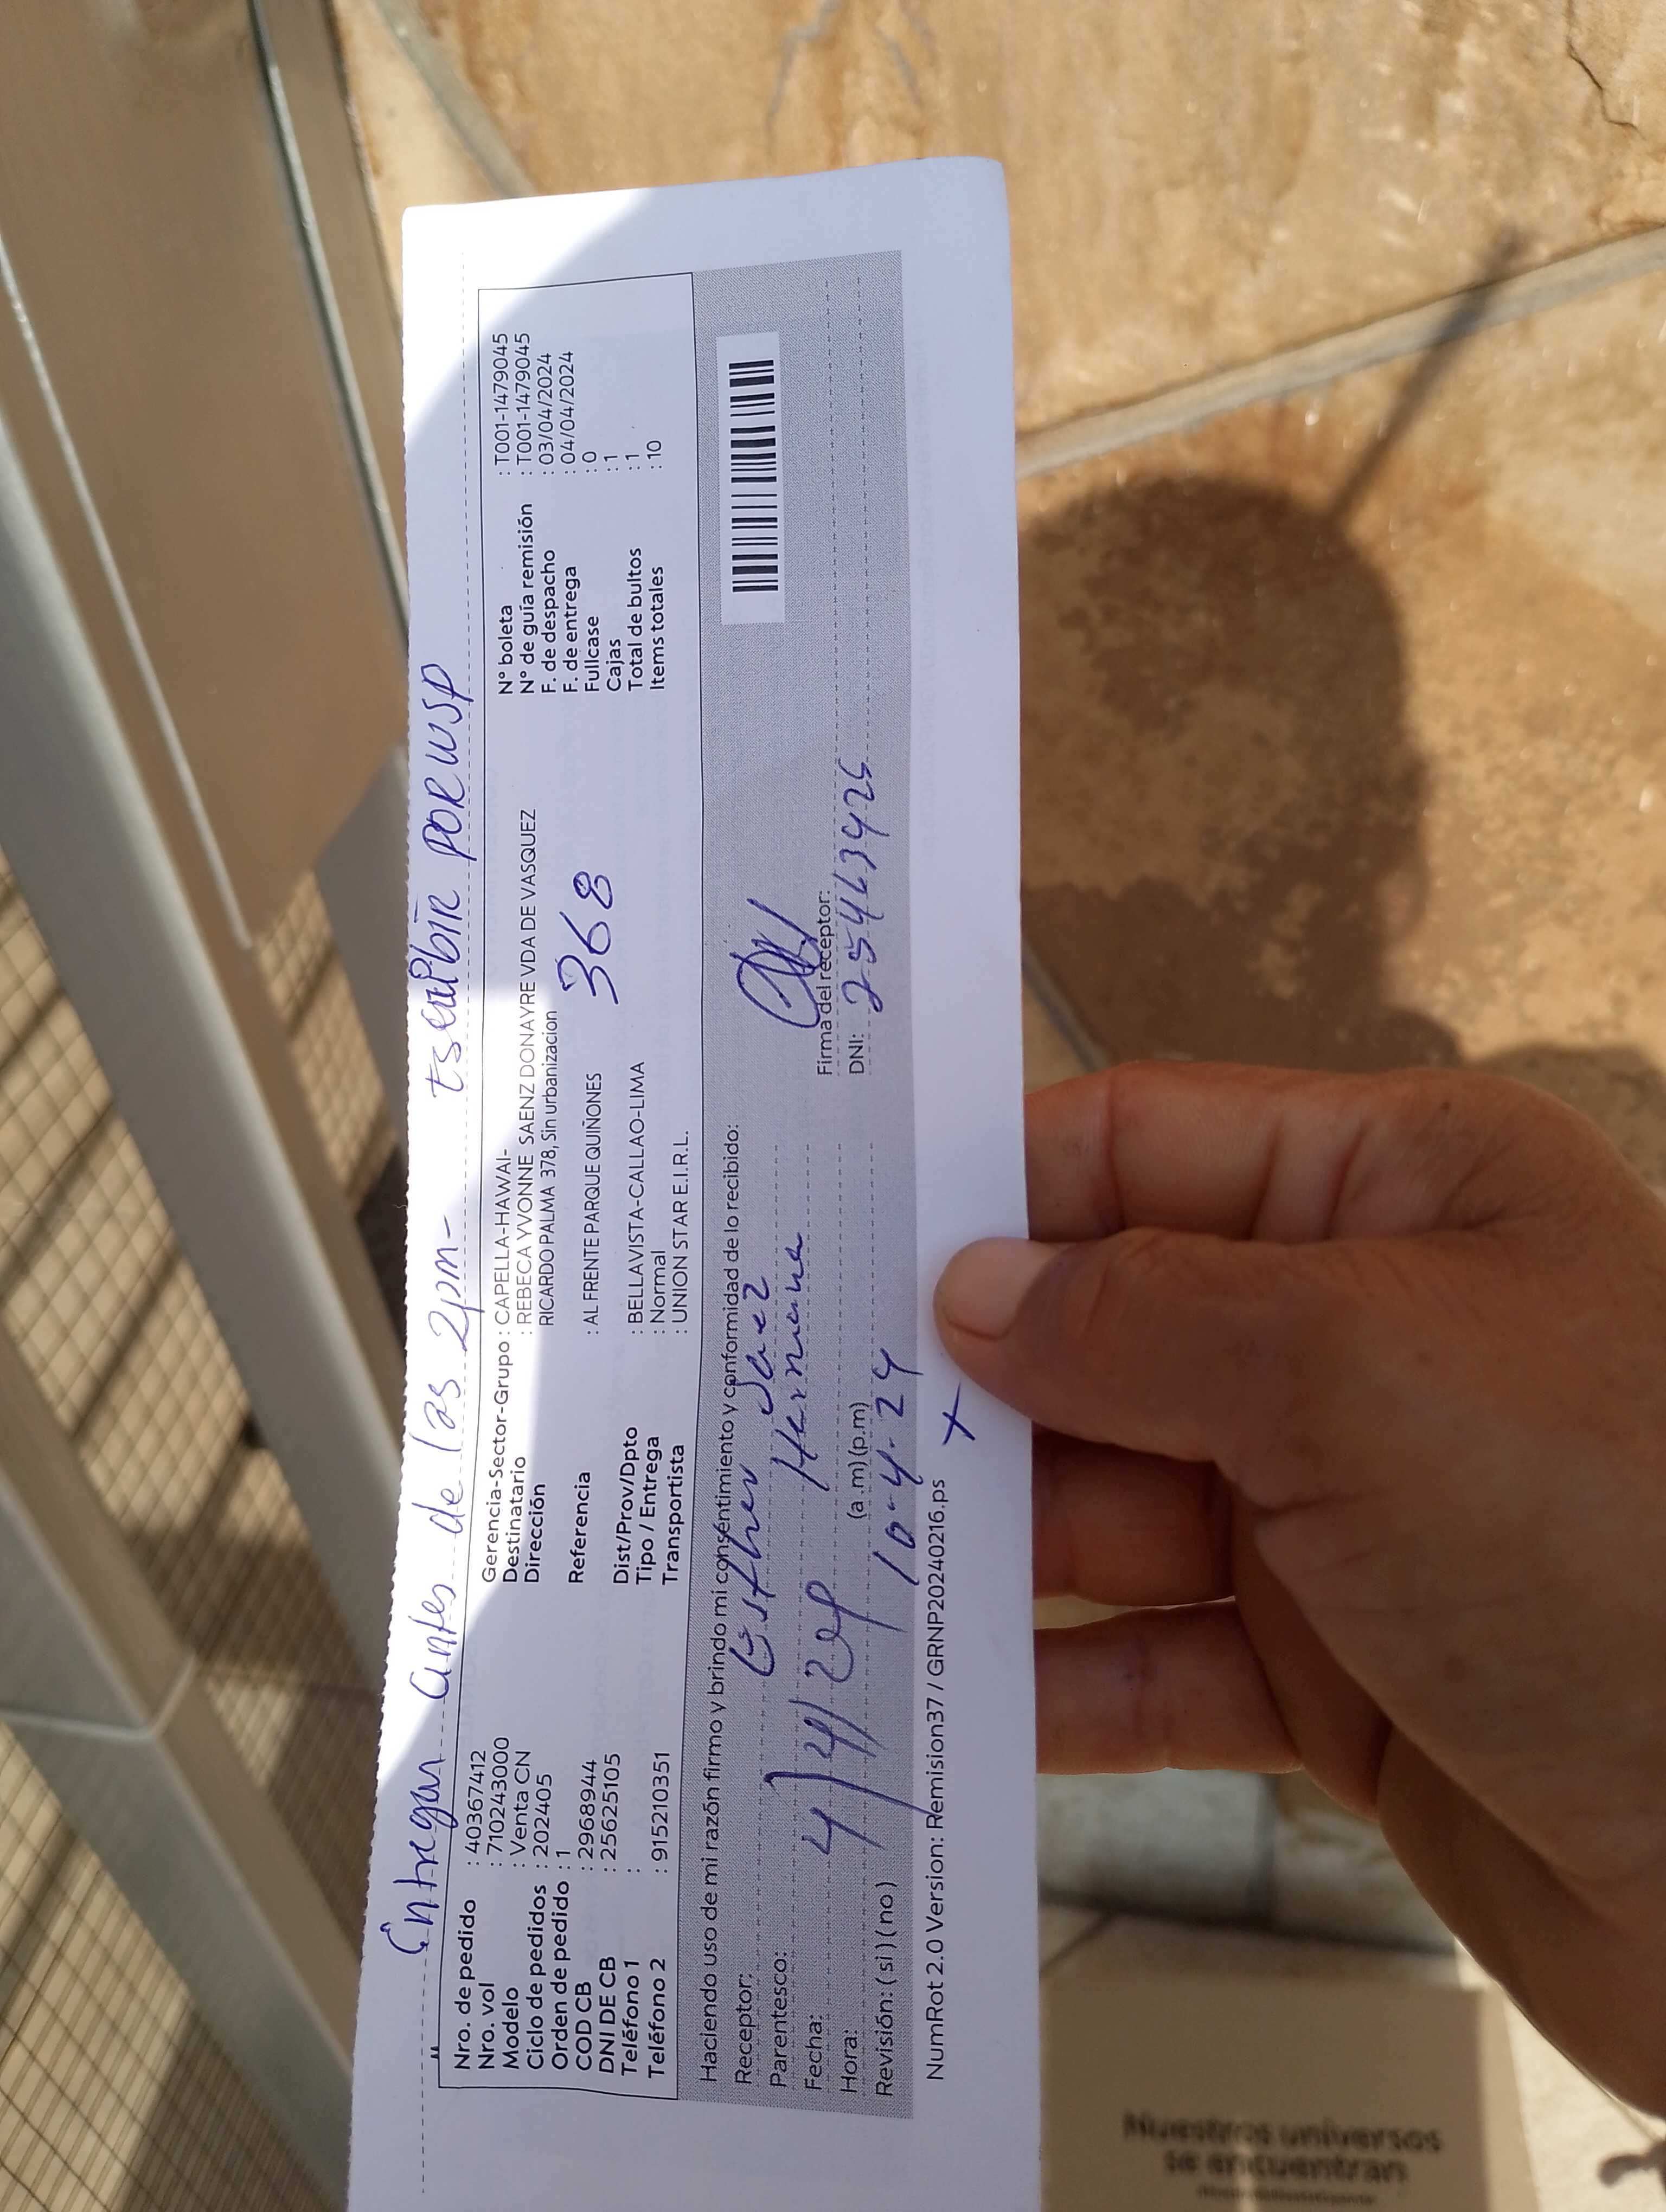 Entregar antes de las 2pm- Escribir por wsp
Nro. de pedido : 40367412
Nro. vol : 7102243000
Modelo : Venta CN
Ciclo de pedidos : 202405
Orden de pedido : 1
COD CB : 2968944
DNI DE CB : 25625105
Teléfono 1 :
Teléfono 2 : 915210351
Gerencia-Sector-Grupo : CAPELLA-HAWAI-
Destinatario : REBECA YVONNE SAENZ DONAYRE VDA DE VASQUEZ
Dirección RICARDO PALMA 378, Sin urbanizacion
368
Referencia : AL FRENTE PARQUE QUIÑONES
Dist/Prov/Dpto : BELLAVISTA-CALLAO-LIMA
Tipo / Entrega : Normal
Transportista : UNION STAR E.I.R.L.
N° boleta : T001-1479045
N° de guía remisión : T001-1479045
F. de despacho : 03/04/2024
F. de entrega : 04/04/2024
Fullcase : 0
Cajas : 1
Total de bultos : 1
Items totales : 10
Haciendo uso de mi razón firmo y brindo mi consentimiento y conformidad de lo recibido:
Receptor: Esther Saez
Parentesco: Hermana
Fecha: 4/4/24
Hora: (a.m) (p.m)
Revisión: ( si ) ( no ) 10-4-24
Firma del receptor:
DNI:
NumRot 2.0 Version: Remision37 / GRNP20240216.ps
Nuestros universos
se encuentran